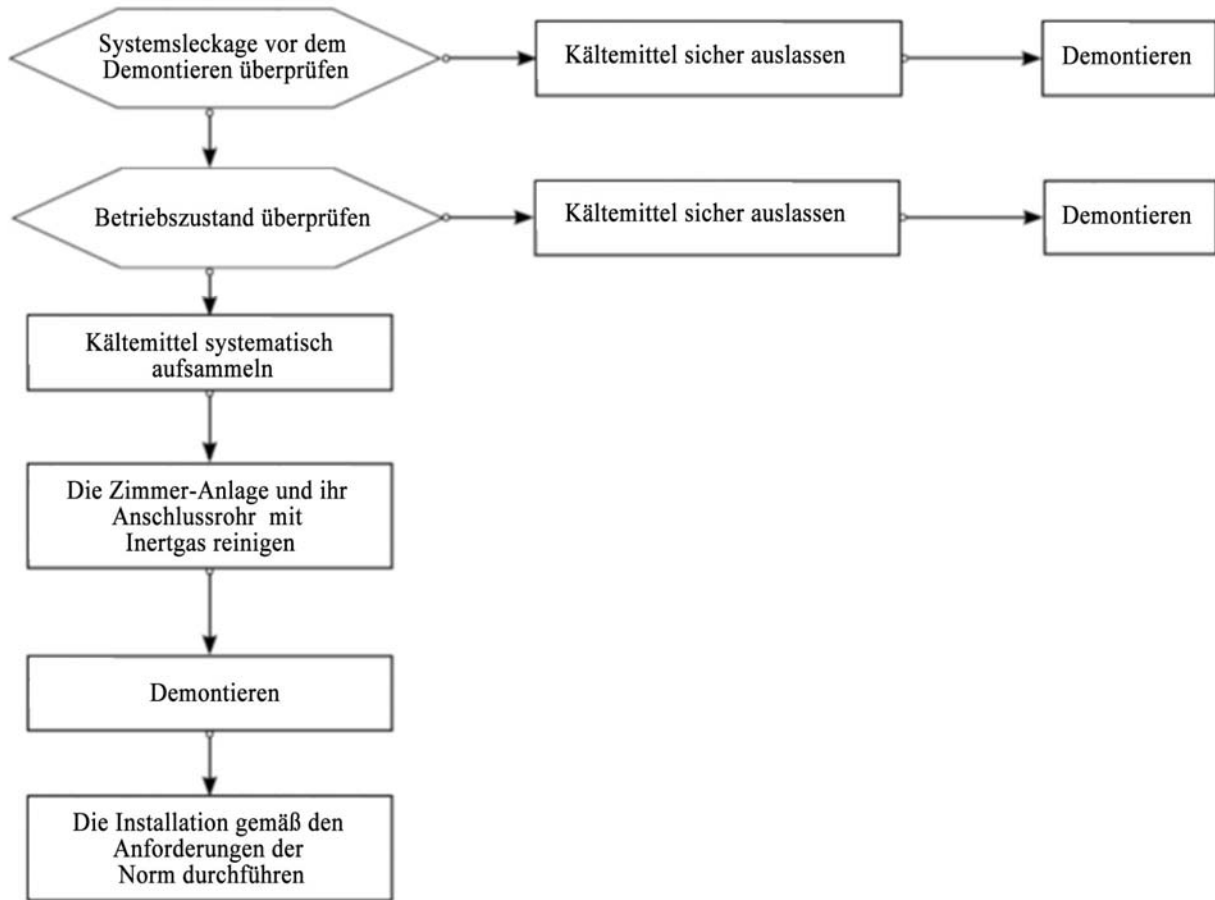 Systemsleckage vor dem
Demontieren überprüfen
Kältemittel sicher auslassen
Demontieren
Betriebszustand überprüfen
Kältemittel sicher auslassen
Demontieren
Kältemittel systematisch
aufsammeln
Die Zimmer-Anlage und ihr
Anschlussrohr mit
Inertgas reinigen
Demontieren
Die Installation gemäß den
Anforderungen der
Norm durchführen